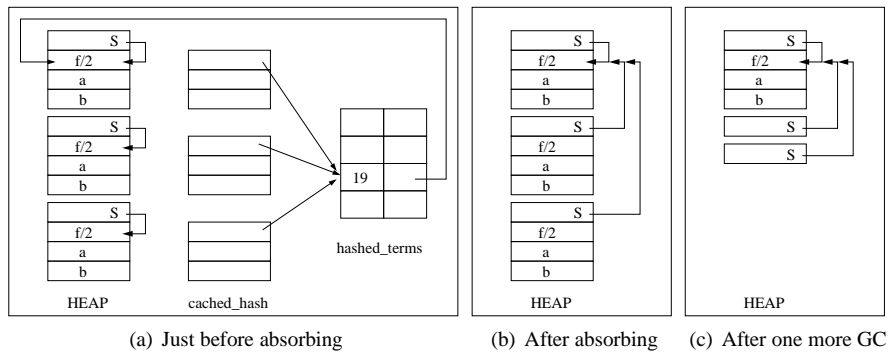 S
f/2
a
b
S
f/2
a
b
S
f/2
a
b
HEAP
cached_hash
19
hashed_terms
(a) Just before absorbing
S
f/2
a
b
S
f/2
a
b
S
f/2
a
b
HEAP
(b) After absorbing
S
f/2
a
b
S
S
HEAP
(c) After one more GC